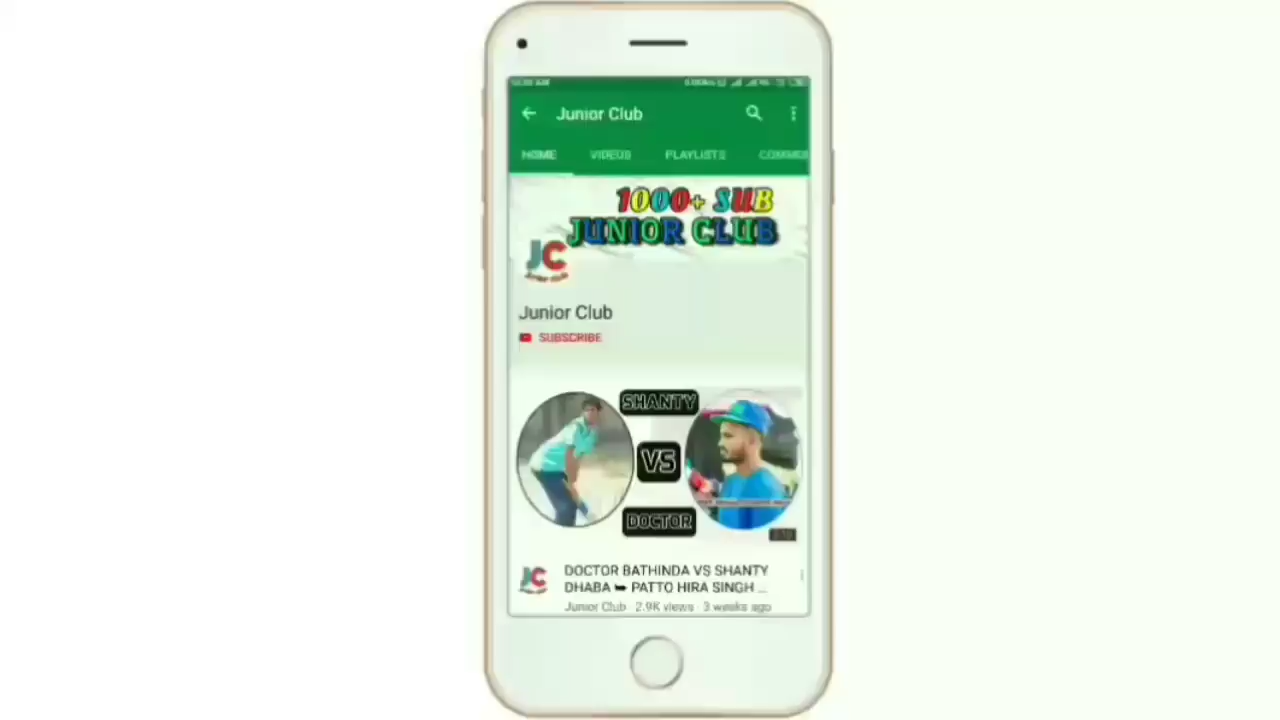 Junior Club
HOME VIDEOS PLAYLISTS
1000+ SUB
JUNIOR CLUB
JC
Junior Club
SUBSCRIBE
SHANTY
VS
DOCTOR
JC
DOCTOR BATHINDA VS SHANTY
DHABA ➥ PATTO HIRA SINGH ...
Junior Club · 2.9K views · 3 weeks ago